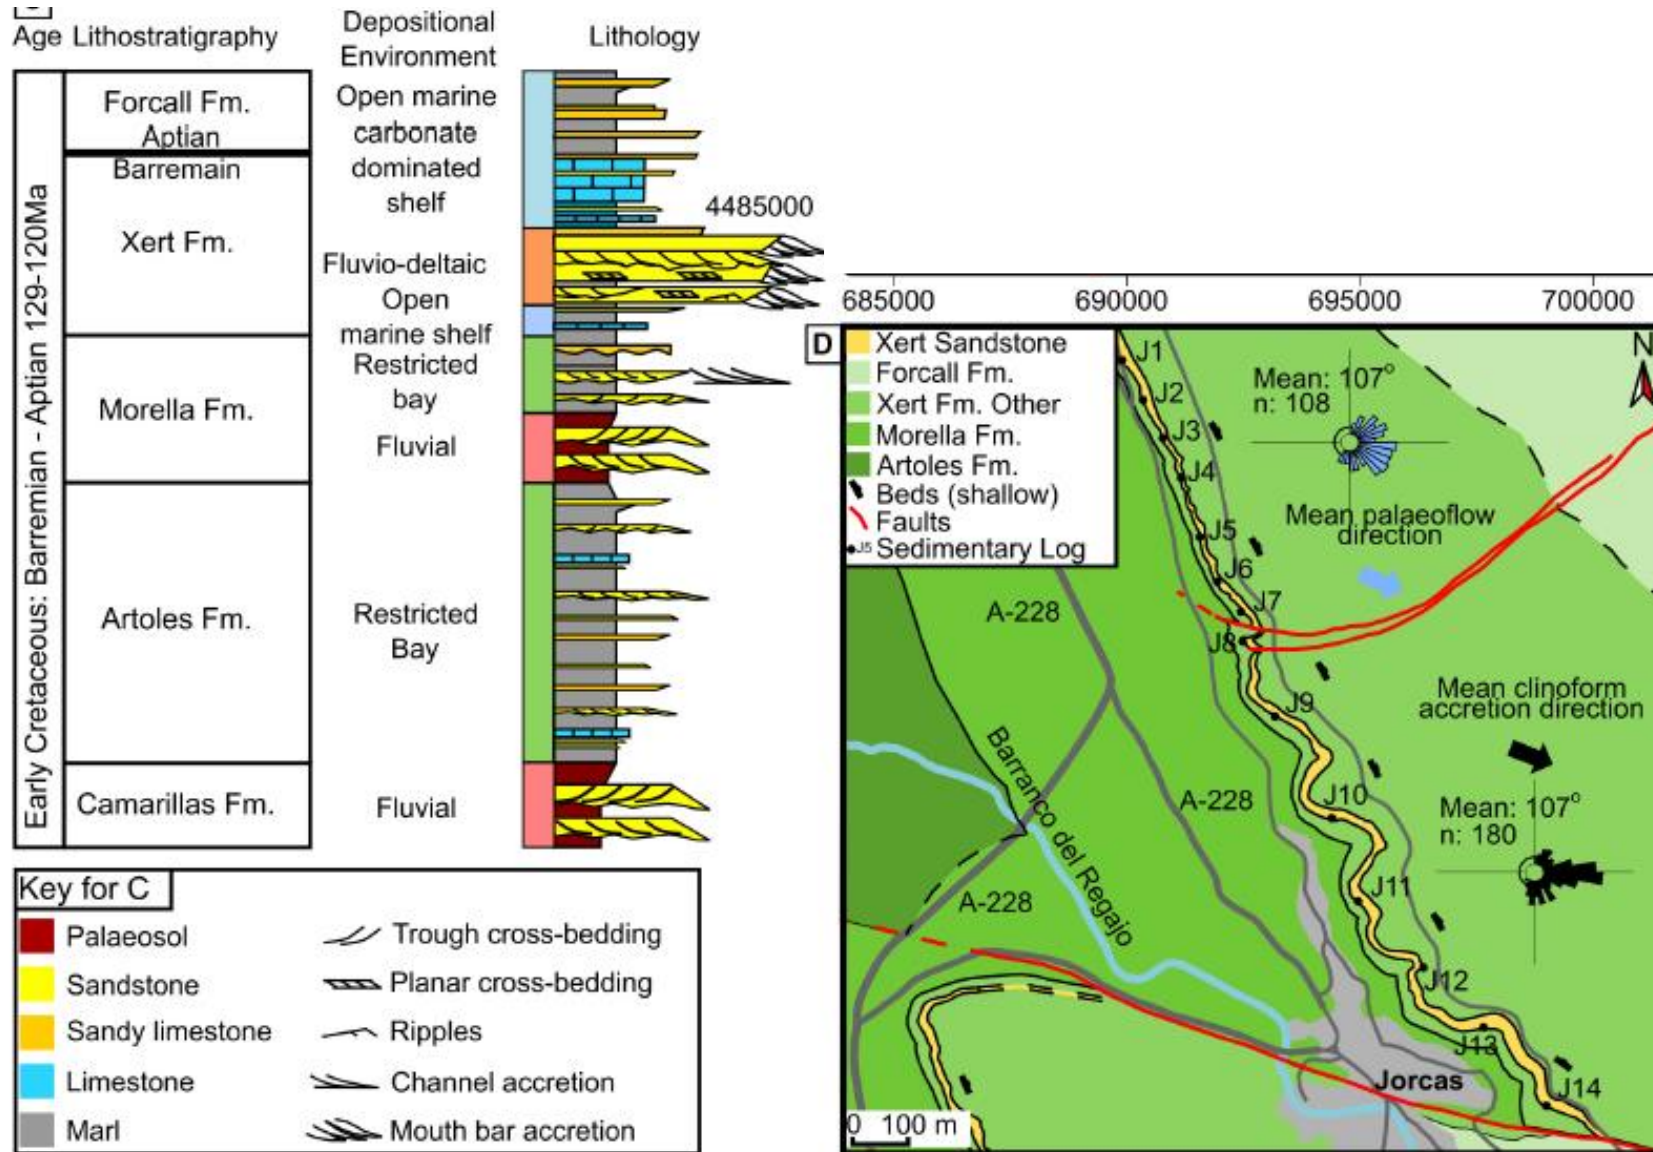 Age Lithostratigraphy
Depositional
Environment
Lithology
Early Cretaceous: Barremian - Aptian 129-120Ma
Forcall Fm.
Aptian
Barremain
Xert Fm.
Morella Fm.
Artoles Fm.
Camarillas Fm.
Open marine
carbonate
dominated
shelf
Fluvio-deltaic
Open
marine shelf
Restricted
bay
Fluvial
Restricted
Bay
Fluvial
4485000
Key for C
Palaeosol
Sandstone
Sandy limestone
Limestone
Marl
Trough cross-bedding
Planar cross-bedding
Ripples
Channel accretion
Mouth bar accretion
685000
690000
695000
700000
D
Xert Sandstone
Forcall Fm.
Xert Fm. Other
Morella Fm.
Artoles Fm.
Beds (shallow)
Faults
J5 Sedimentary Log
N
J1
J2
J3
J4
J5
J6
J7
J8
J9
J10
J11
J12
J13
J14
Mean: 107°
n: 108
Mean palaeoflow
direction
Mean clinoform
accretion direction
Mean: 107°
n: 180
A-228
A-228
A-228
Barranco del Regajo
Jorcas
0 100 m